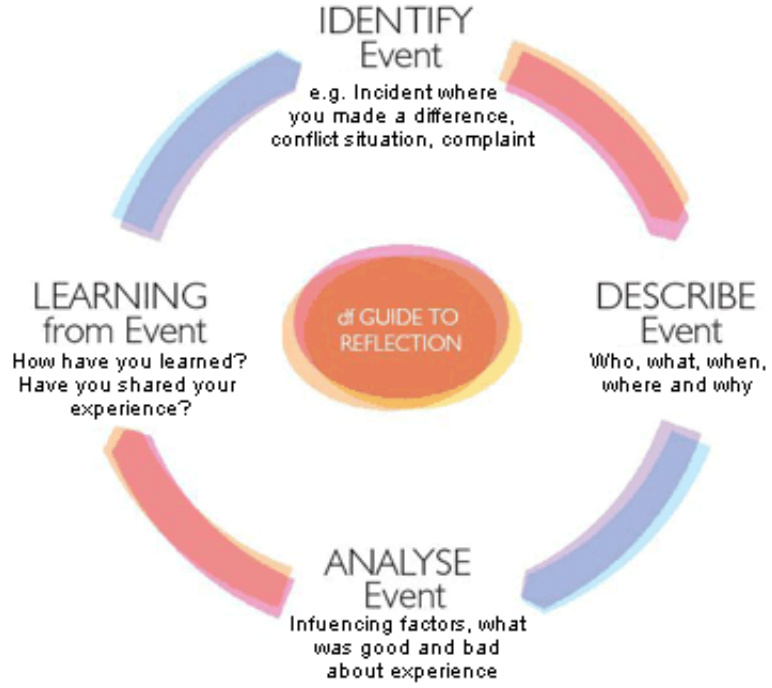 IDENTIFY
Event
e.g. Incident where
you made a difference,
conflict situation, complaint
DESCRIBE
Event
Who, what, when,
where and why
ANALYSE
Event
Infuencing factors, what
was good and bad
about experience
LEARNING
from Event
How have you learned?
Have you shared your
experience?
df GUIDE TO
REFLECTION